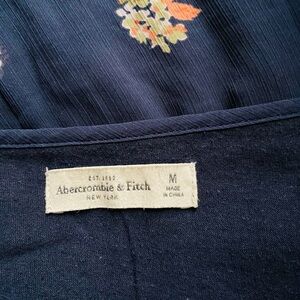 EST. 1892
Abercrombie & Fitch
NEW YORK
M
MADE
IN CHINA